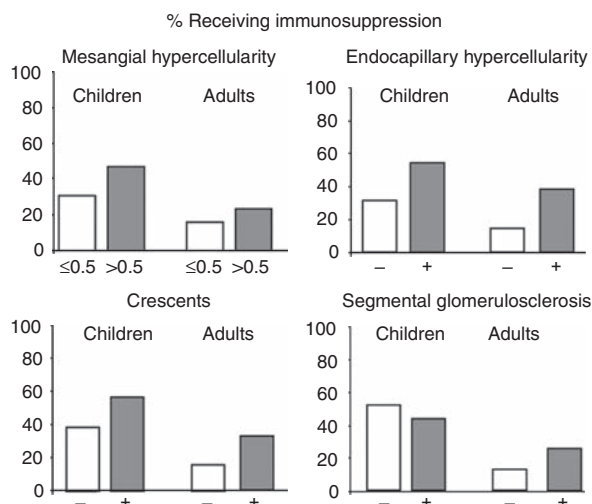 % Receiving immunosuppression
Mesangial hypercellularity
100
Children Adults
80
60
40
20
0
≤0.5 >0.5 ≤0.5 >0.5
Endocapillary hypercellularity
100
Children Adults
80
60
40
20
0
– + – +
Crescents
100
Children Adults
80
60
40
20
0
– + – +
Segmental glomerulosclerosis
100
Children Adults
80
60
40
20
0
– + – +